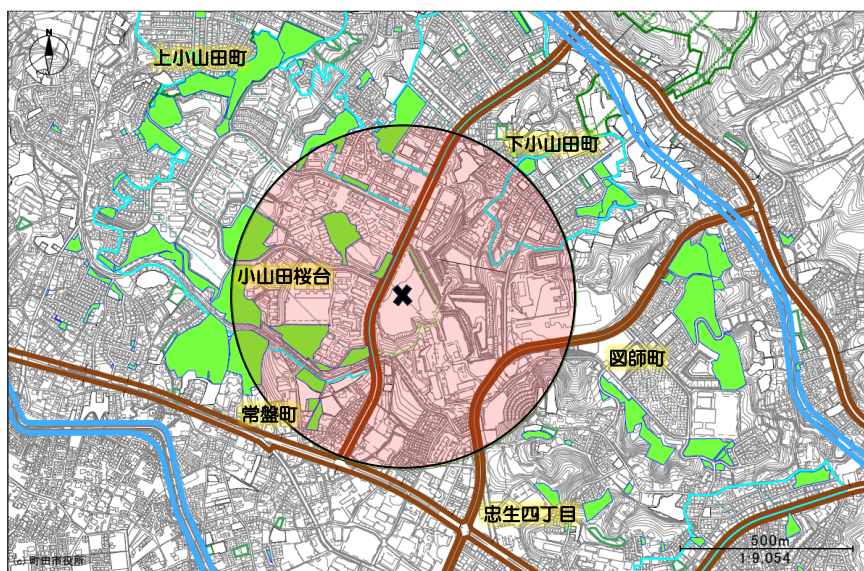 N
上小山田町
下小山田町
小山田桜台
図師町
常盤町
忠生四丁目
500m
1:9,054
(c) 町田市役所